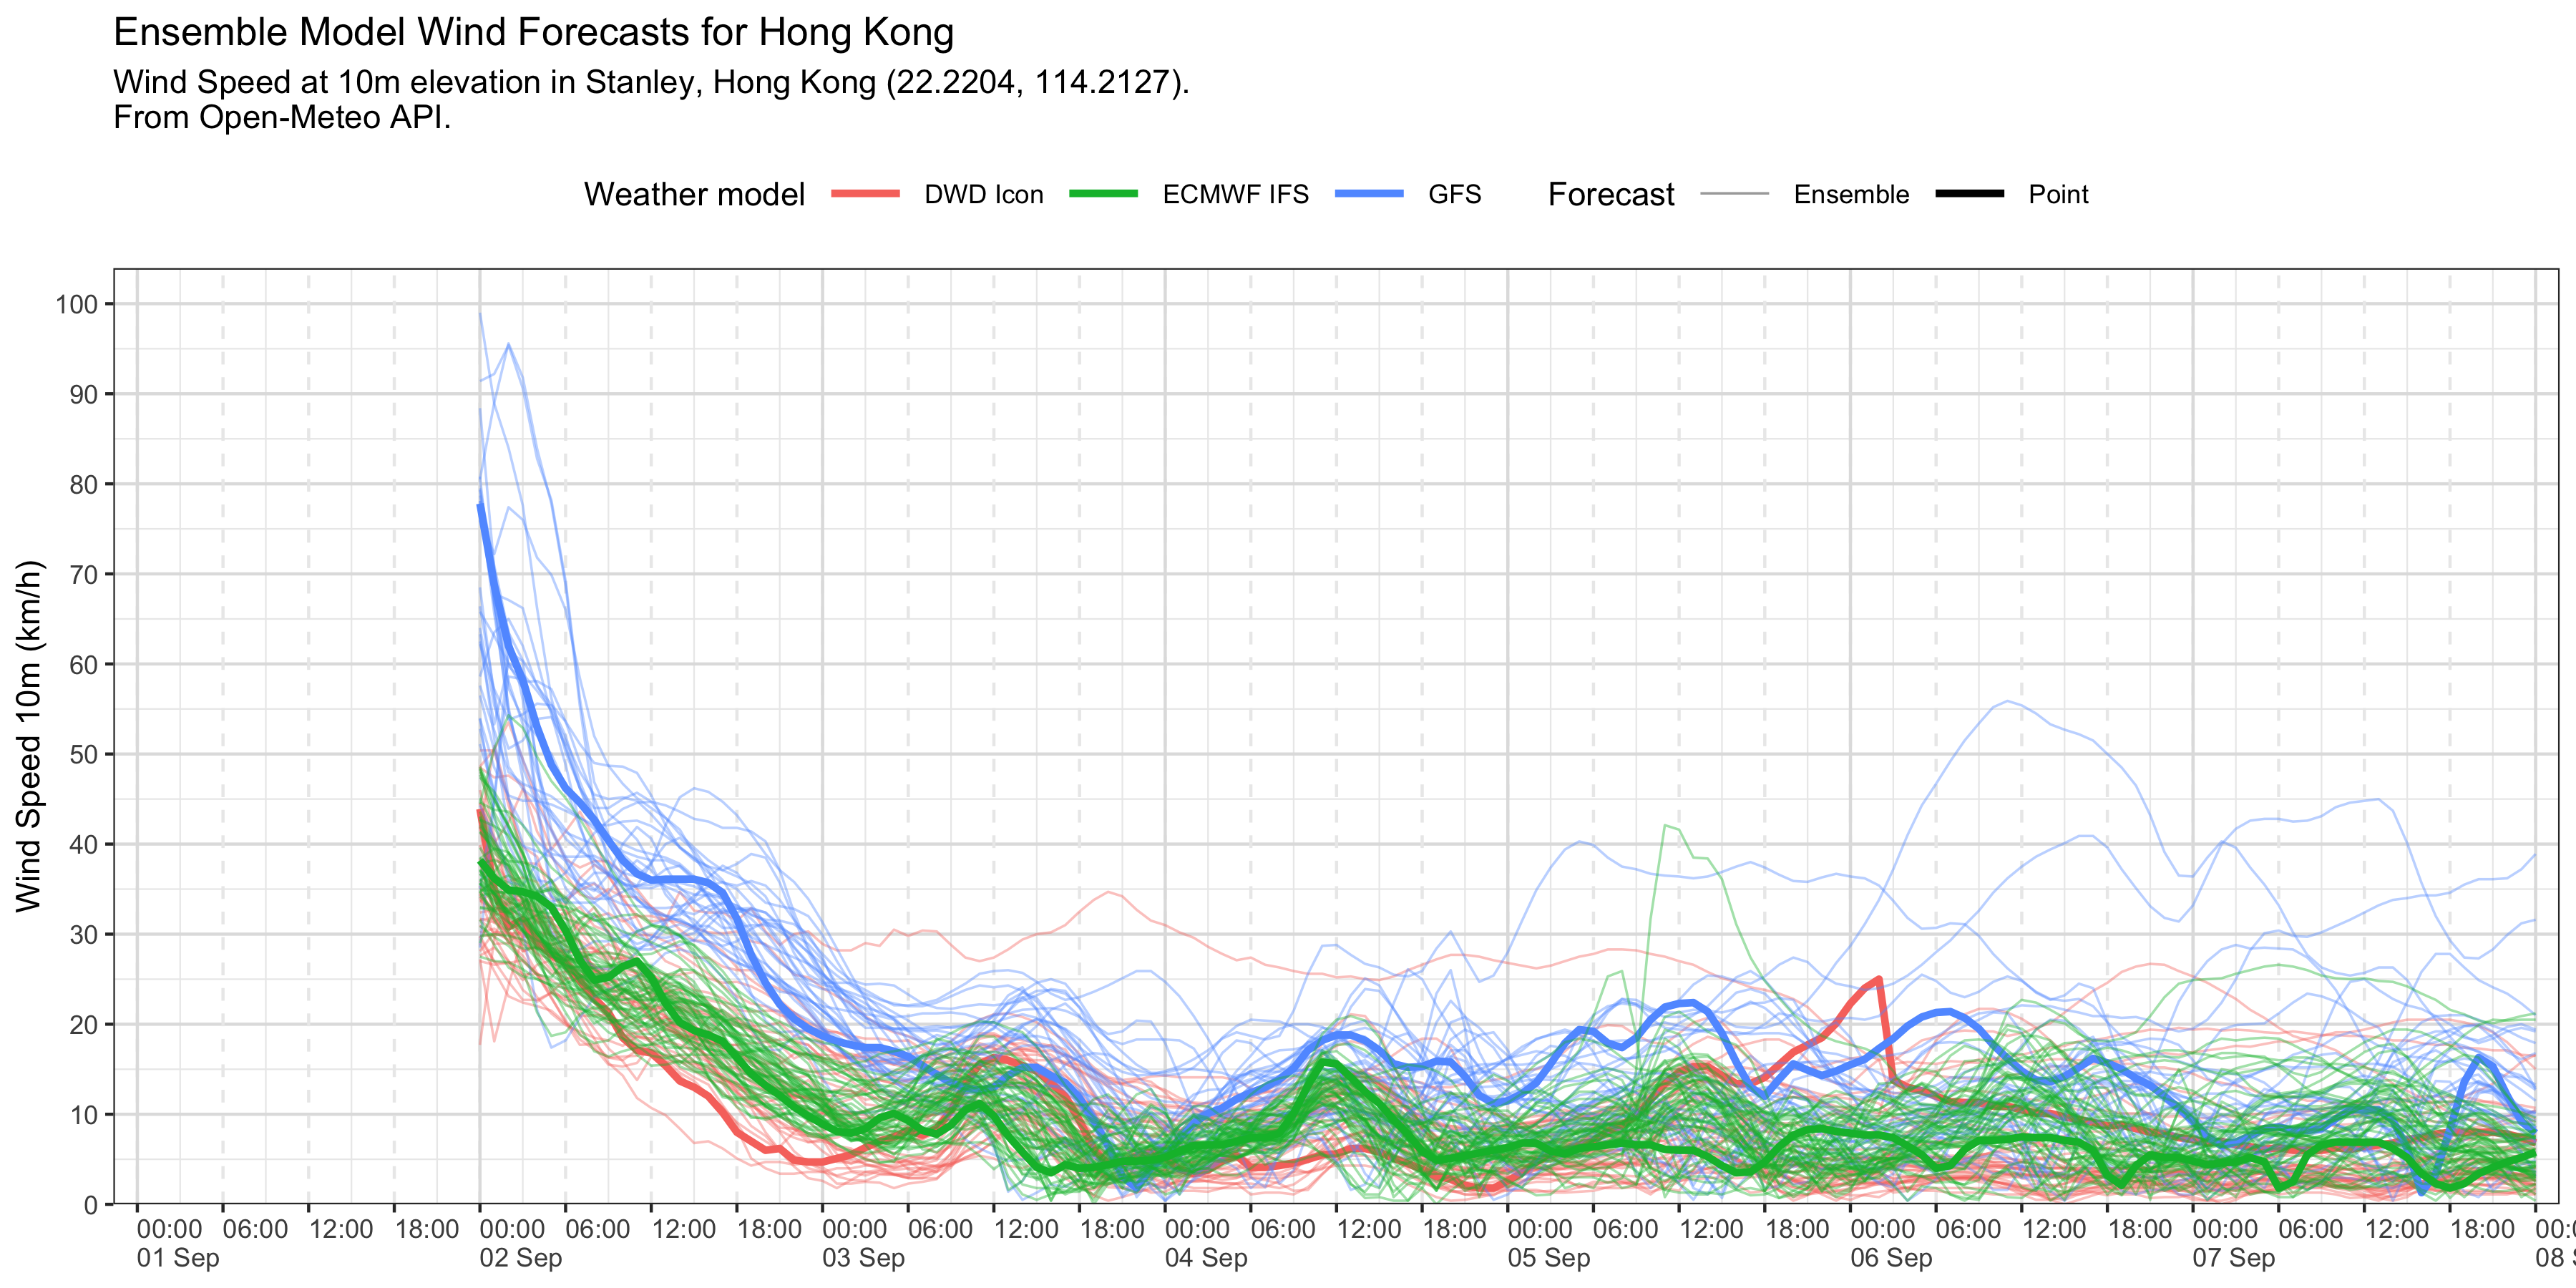 Ensemble Model Wind Forecasts for Hong Kong
Wind Speed at 10m elevation in Stanley, Hong Kong (22.2204, 114.2127).
From Open-Meteo API.
Weather model DWD Icon ECMWF IFS GFS Forecast Ensemble Point
Wind Speed 10m (km/h)
100
90
80
70
60
50
40
30
20
10
0
00:00 06:00 12:00 18:00 00:00 06:00 12:00 18:00 00:00 06:00 12:00 18:00 00:00 06:00 12:00 18:00 00:00 06:00 12:00 18:00 00:00 06:00 12:00 18:00 00:00 06:00 12:00 18:00 00:0
01 Sep 02 Sep 03 Sep 04 Sep 05 Sep 06 Sep 07 Sep 08 S